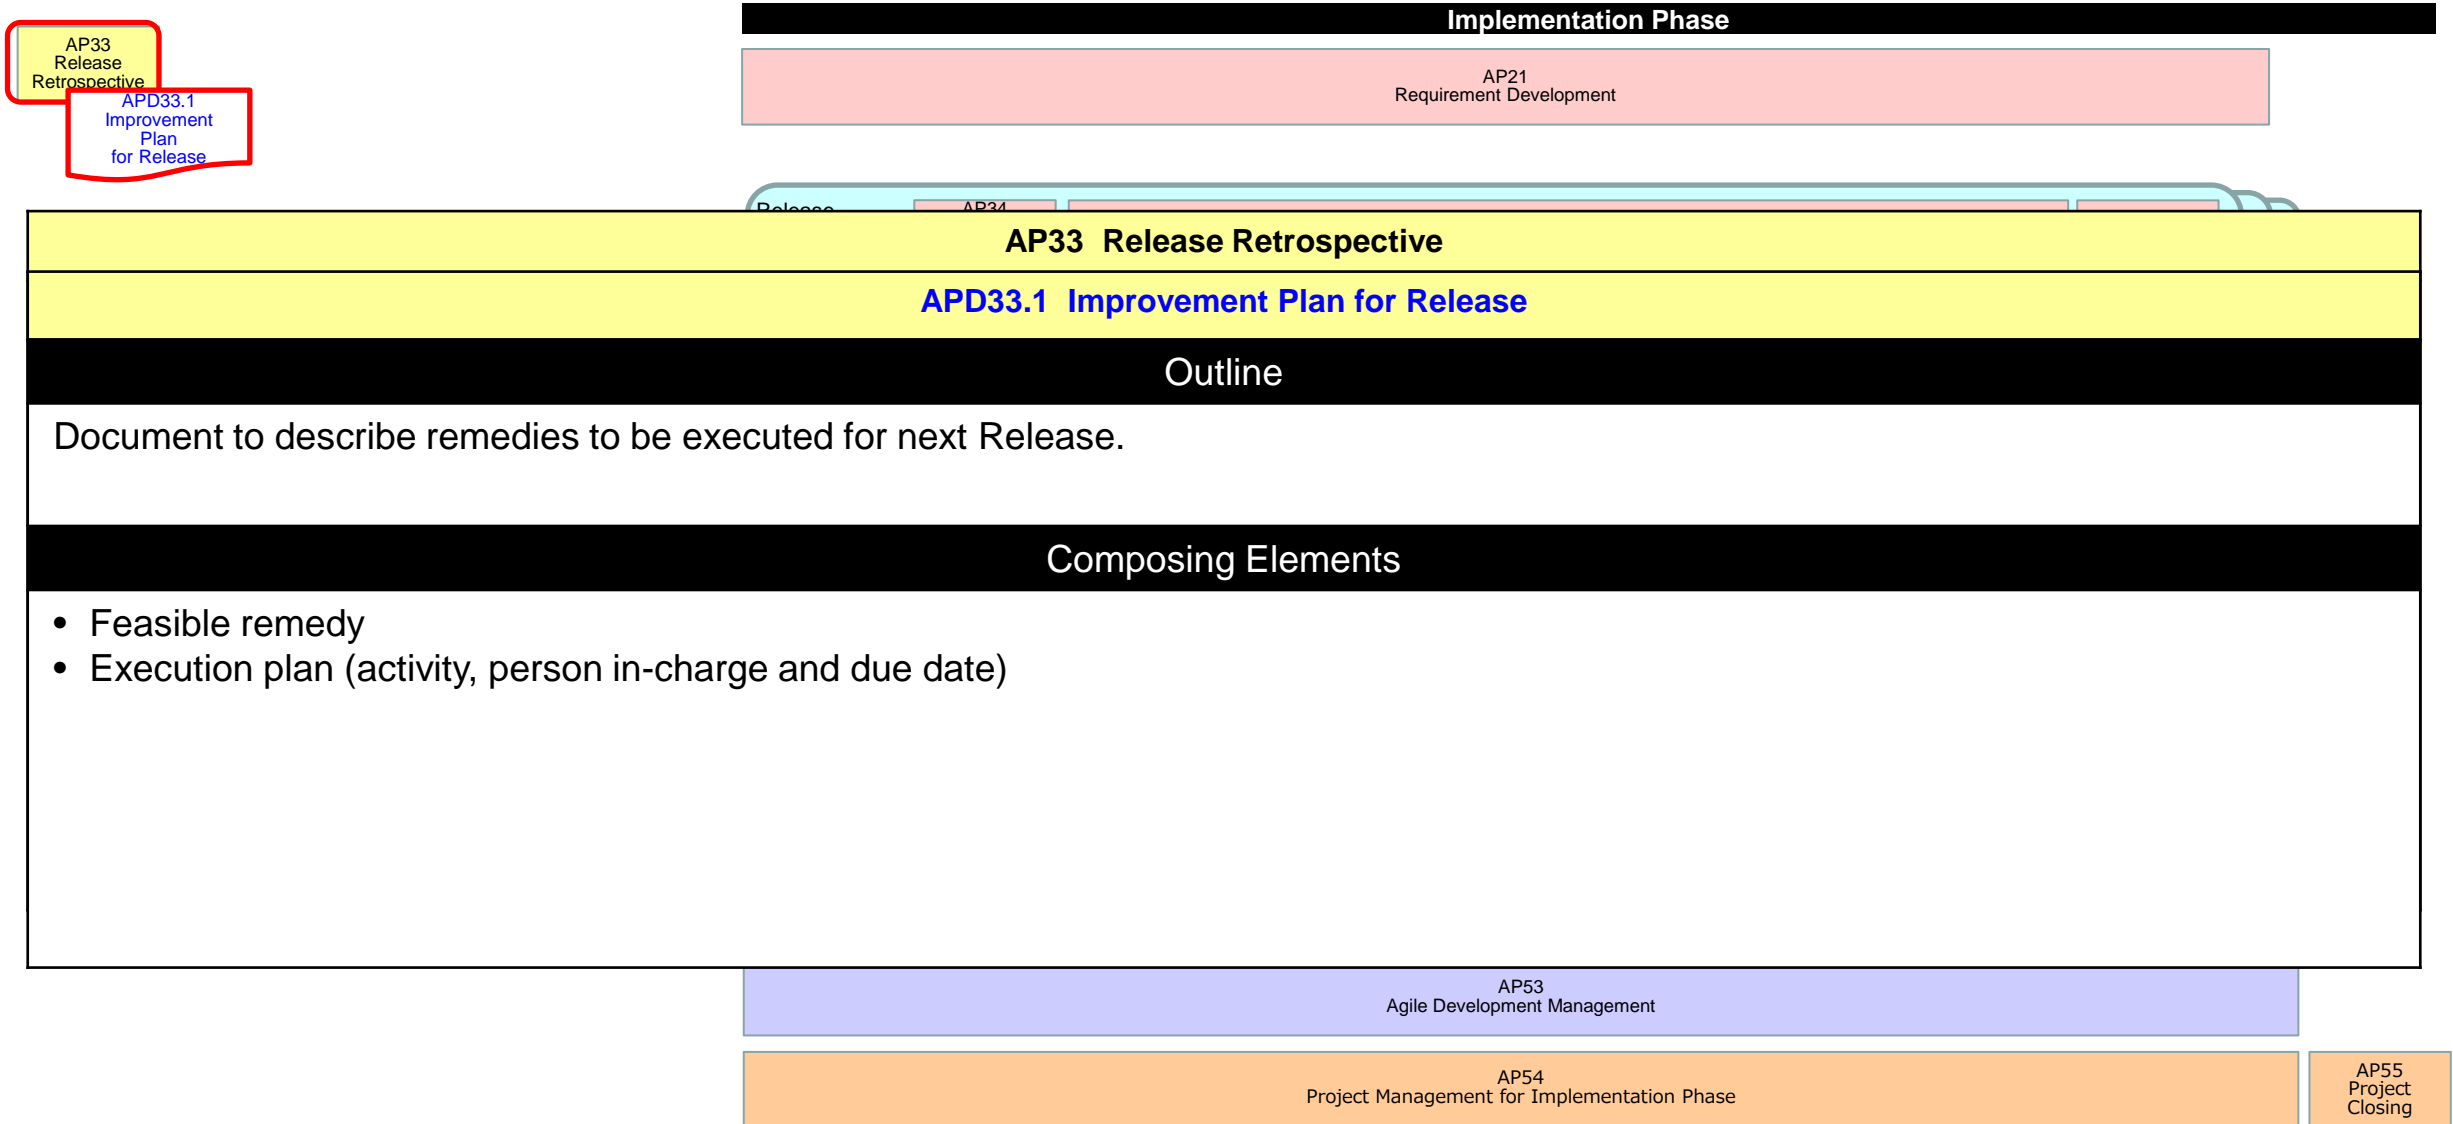 Implementation Phase
AP33
Release
Retrospective
APD33.1
Improvement
Plan
for Release
AP21
Requirement Development
Release
AP34
AP33 Release Retrospective
APD33.1 Improvement Plan for Release
Outline
Document to describe remedies to be executed for next Release.
Composing Elements
• Feasible remedy
• Execution plan (activity, person in-charge and due date)
AP53
Agile Development Management
AP54
Project Management for Implementation Phase
AP55
Project
Closing